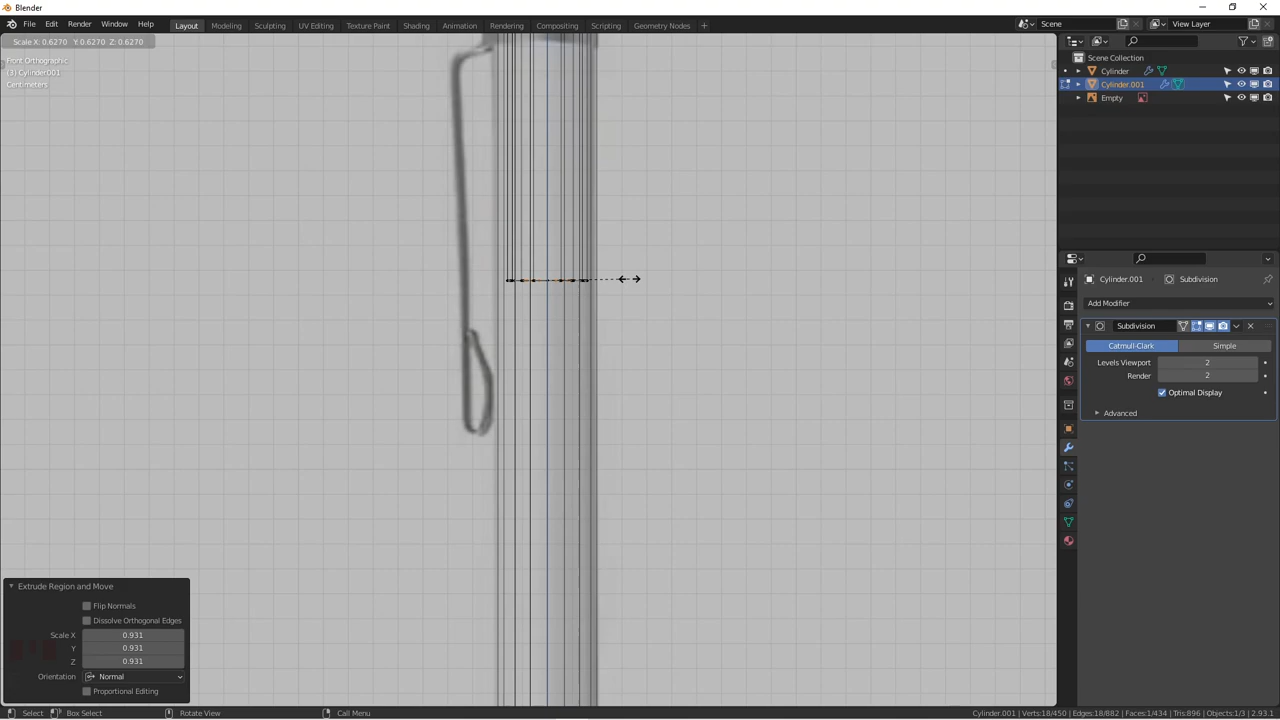 Blender
File Edit Render Window Help
Layout Modeling Sculpting UV Editing Texture Paint Shading Animation Rendering Compositing Scripting Geometry Nodes +
Scene
View Layer
Scale X: 0.6270 Y: 0.6270 Z: 0.6270
Front Orthographic
(3) Cylinder001
Centimeters
Scene Collection
Cylinder
Cylinder.001
Empty
Cylinder.001 Subdivision
Add Modifier
Subdivision
Catmull-Clark Simple
Levels Viewport 2
Render 2
Optimal Display
Advanced
Extrude Region and Move
Flip Normals
Dissolve Orthogonal Edges
Scale X 0.931
Y 0.931
Z 0.931
Orientation Normal
Proportional Editing
Select Box Select Rotate View Call Menu
Cylinder.001 | Verts:18/450 | Edges:18/882 | Faces:1/434 | Tris:896 | Objects:1/3 | 2.93.1